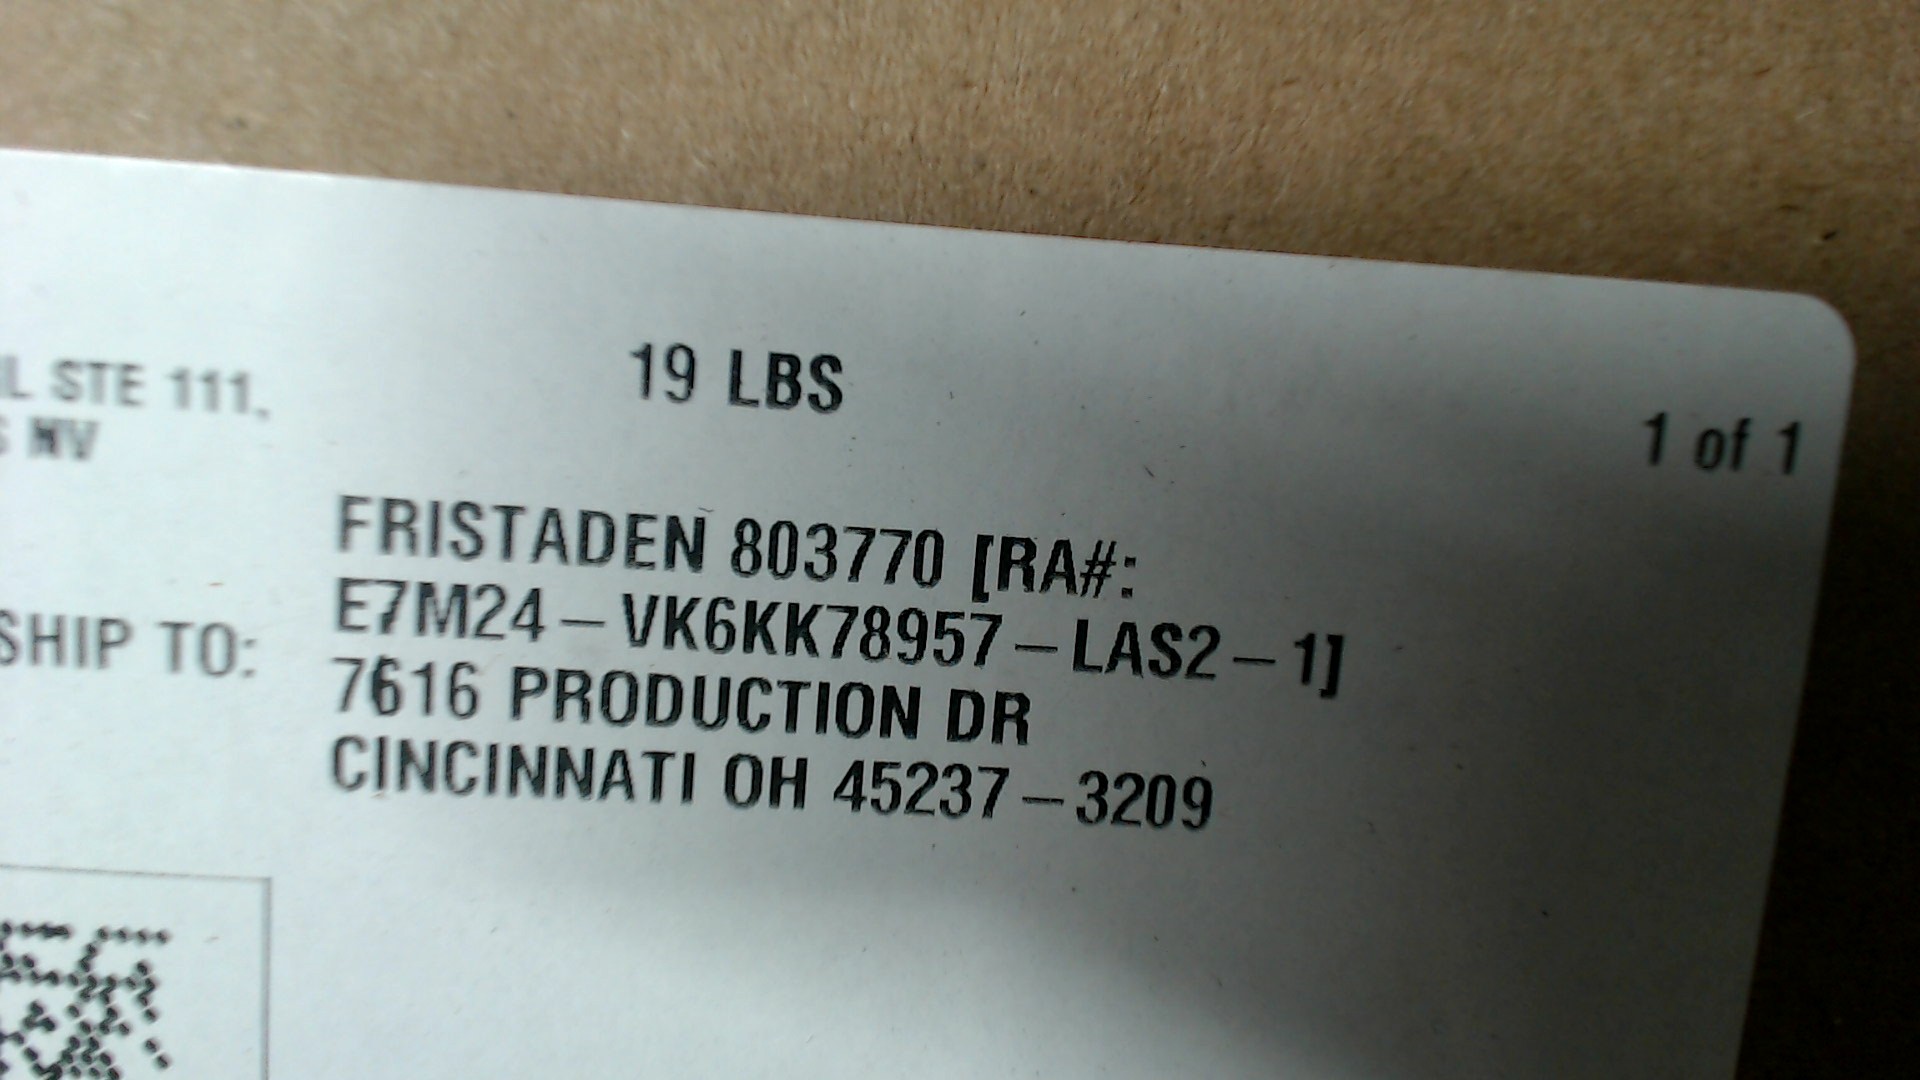 L STE 111,
19 LBS
1 of 1
NV
FRISTADEN 803770 [RA#:
E7M24-VK6KK78957-LAS2-1]
SHIP TO:
7616 PRODUCTION DR
CINCINNATI OH 45237-3209